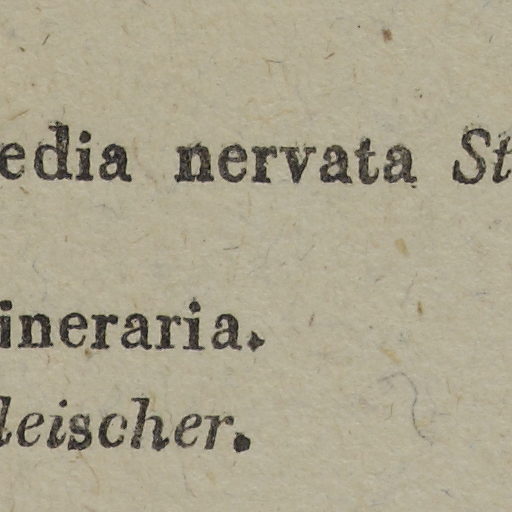 edia nervata St
ineraria.
leischer.